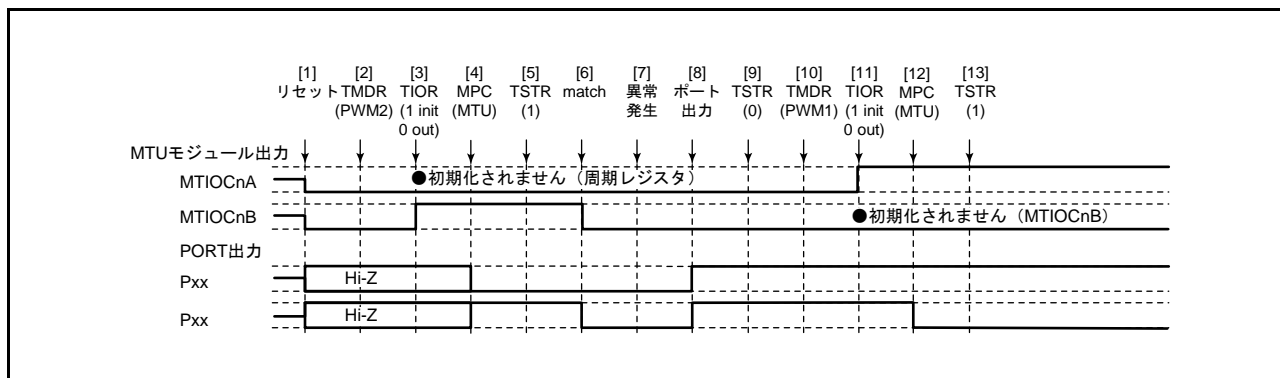 [1] [2] [3] [4] [5] [6] [7] [8] [9] [10] [11] [12] [13]
リセット TMDR TIOR MPC TSTR match 異常 ポート TSTR TMDR TIOR MPC TSTR
(PWM2) (1 init (MTU) (1) 発生 出力 (0) (PWM1) (1 init (MTU) (1)
0 out) 0 out)
MTUモジュール出力
MTIOCnA ●初期化されません（周期レジスタ）
MTIOCnB ●初期化されません（MTIOCnB）
PORT出力
Pxx Hi-Z
Pxx Hi-Z